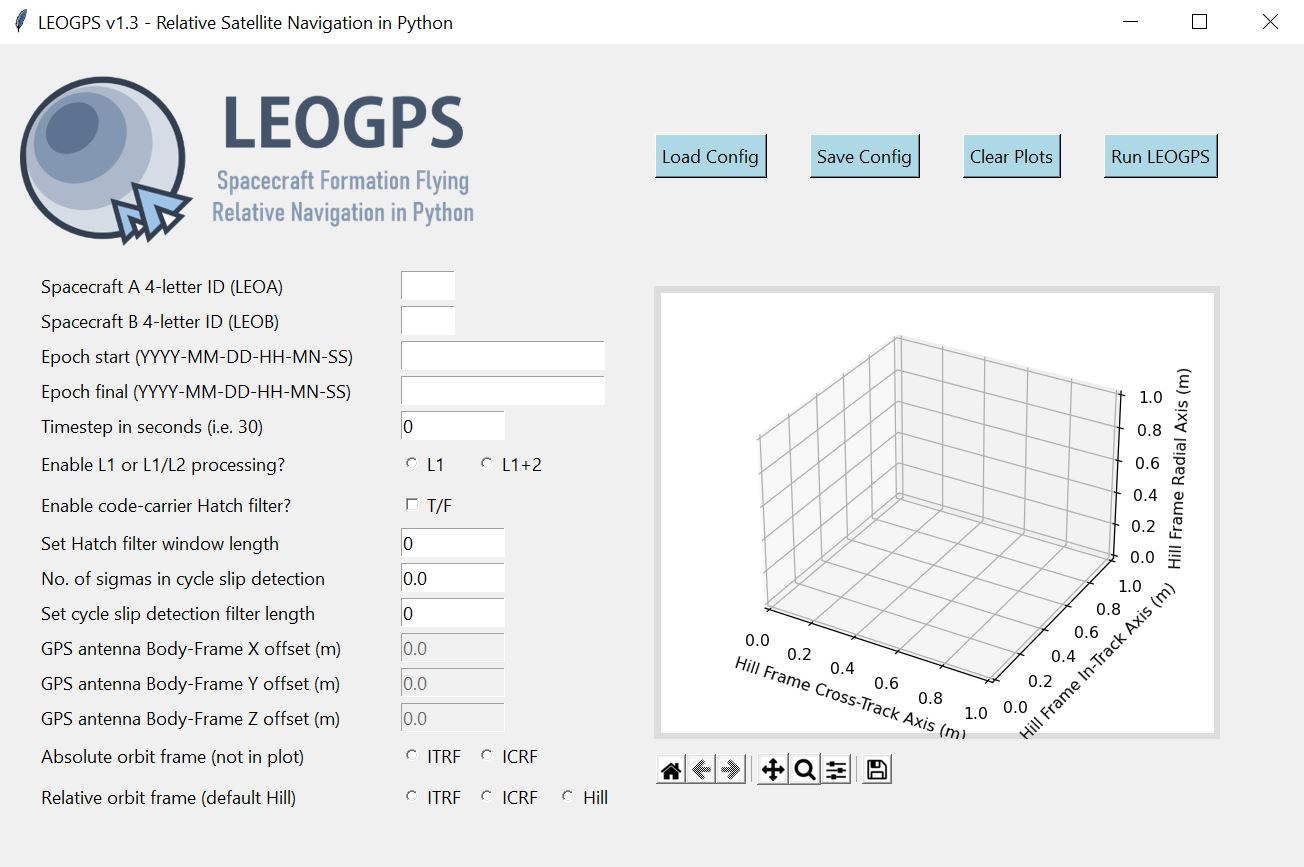 LEOGPS v1.3 - Relative Satellite Navigation in Python
LEOGPS
Spacecraft Formation Flying
Relative Navigation in Python
Load Config
Save Config
Clear Plots
Run LEOGPS
Spacecraft A 4-letter ID (LEOA)
Spacecraft B 4-letter ID (LEOB)
Epoch start (YYYY-MM-DD-HH-MN-SS)
Epoch final (YYYY-MM-DD-HH-MN-SS)
Timestep in seconds (i.e. 30) 0
Enable L1 or L1/L2 processing? L1 L1+2
Enable code-carrier Hatch filter? T/F
Set Hatch filter window length 0
No. of sigmas in cycle slip detection 0.0
Set cycle slip detection filter length 0
GPS antenna Body-Frame X offset (m) 0.0
GPS antenna Body-Frame Y offset (m) 0.0
GPS antenna Body-Frame Z offset (m) 0.0
Absolute orbit frame (not in plot) ITRF ICRF
Relative orbit frame (default Hill) ITRF ICRF Hill
1.0
0.8
0.6
0.4
0.2
0.0
Hill Frame Radial Axis (m)
1.0
0.8
0.6
0.4
0.2
0.0
Hill Frame In-Track Axis (m)
0.0
0.2
0.4
0.6
0.8
1.0
Hill Frame Cross-Track Axis (m)